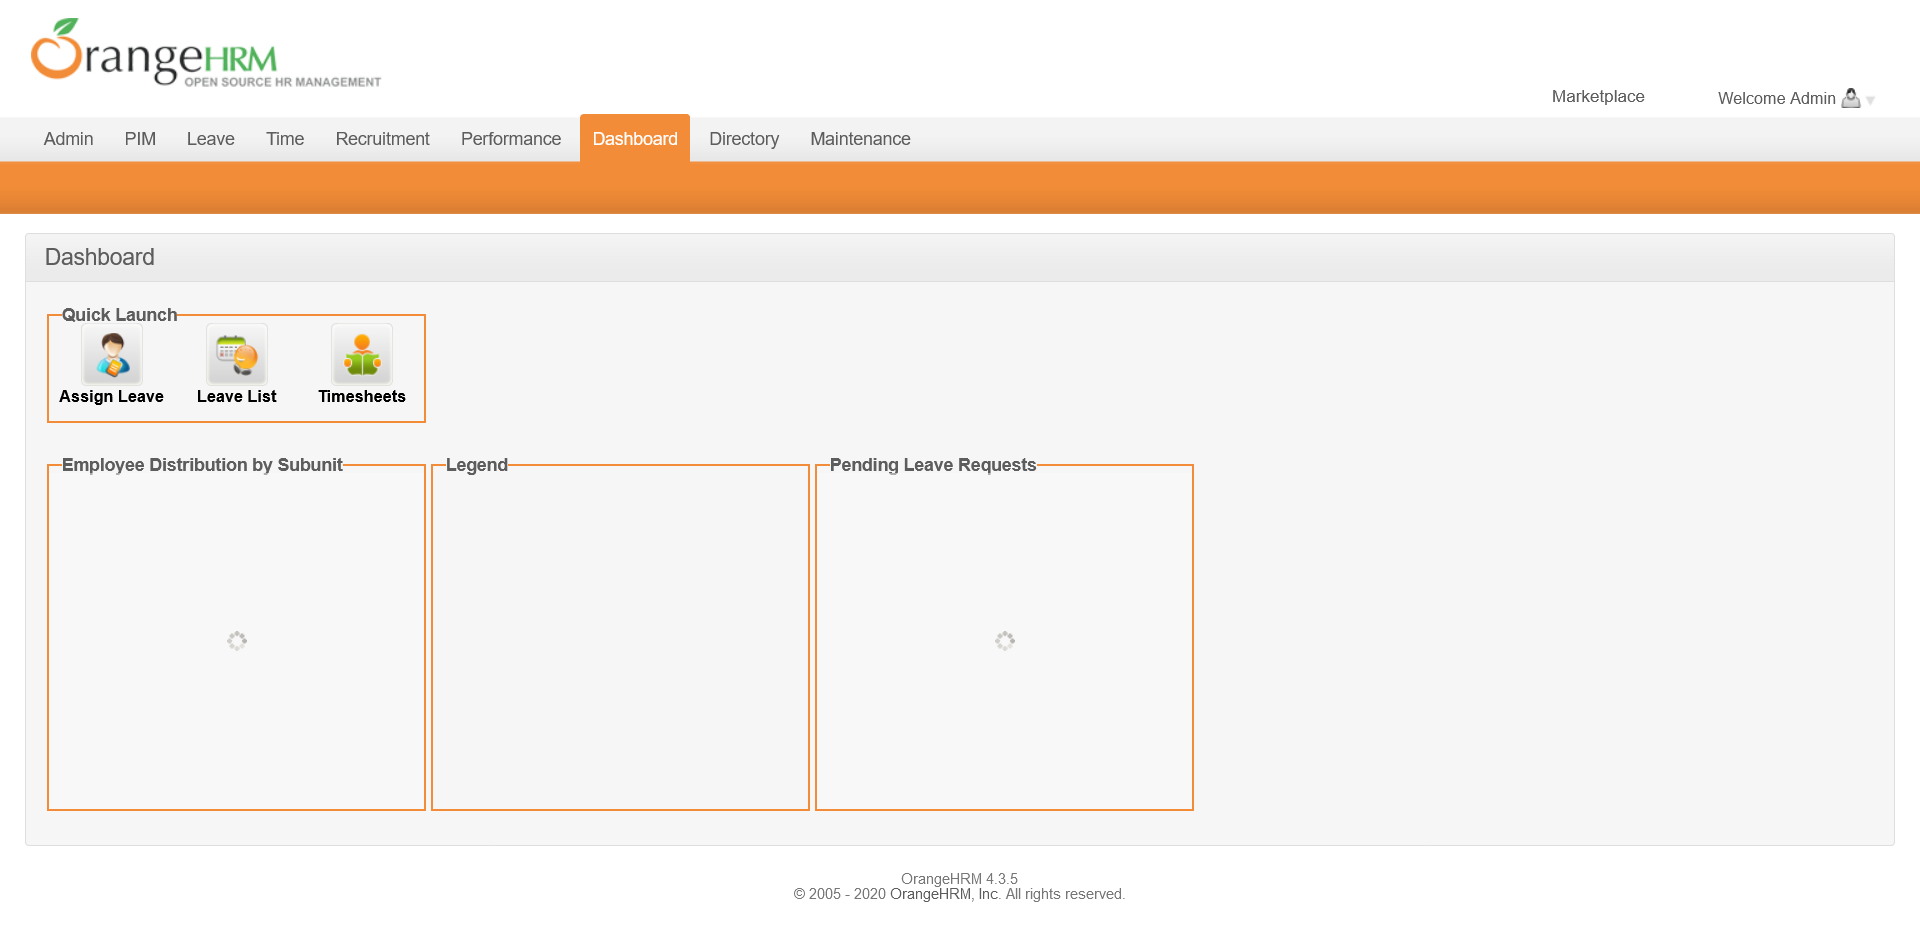 OrangeHRM
OPEN SOURCE HR MANAGEMENT
Marketplace
Welcome Admin
Admin PIM Leave Time Recruitment Performance Dashboard Directory Maintenance
Dashboard
Quick Launch
Assign Leave Leave List Timesheets
Employee Distribution by Subunit Legend Pending Leave Requests
OrangeHRM 4.3.5
© 2005 - 2020 OrangeHRM, Inc. All rights reserved.